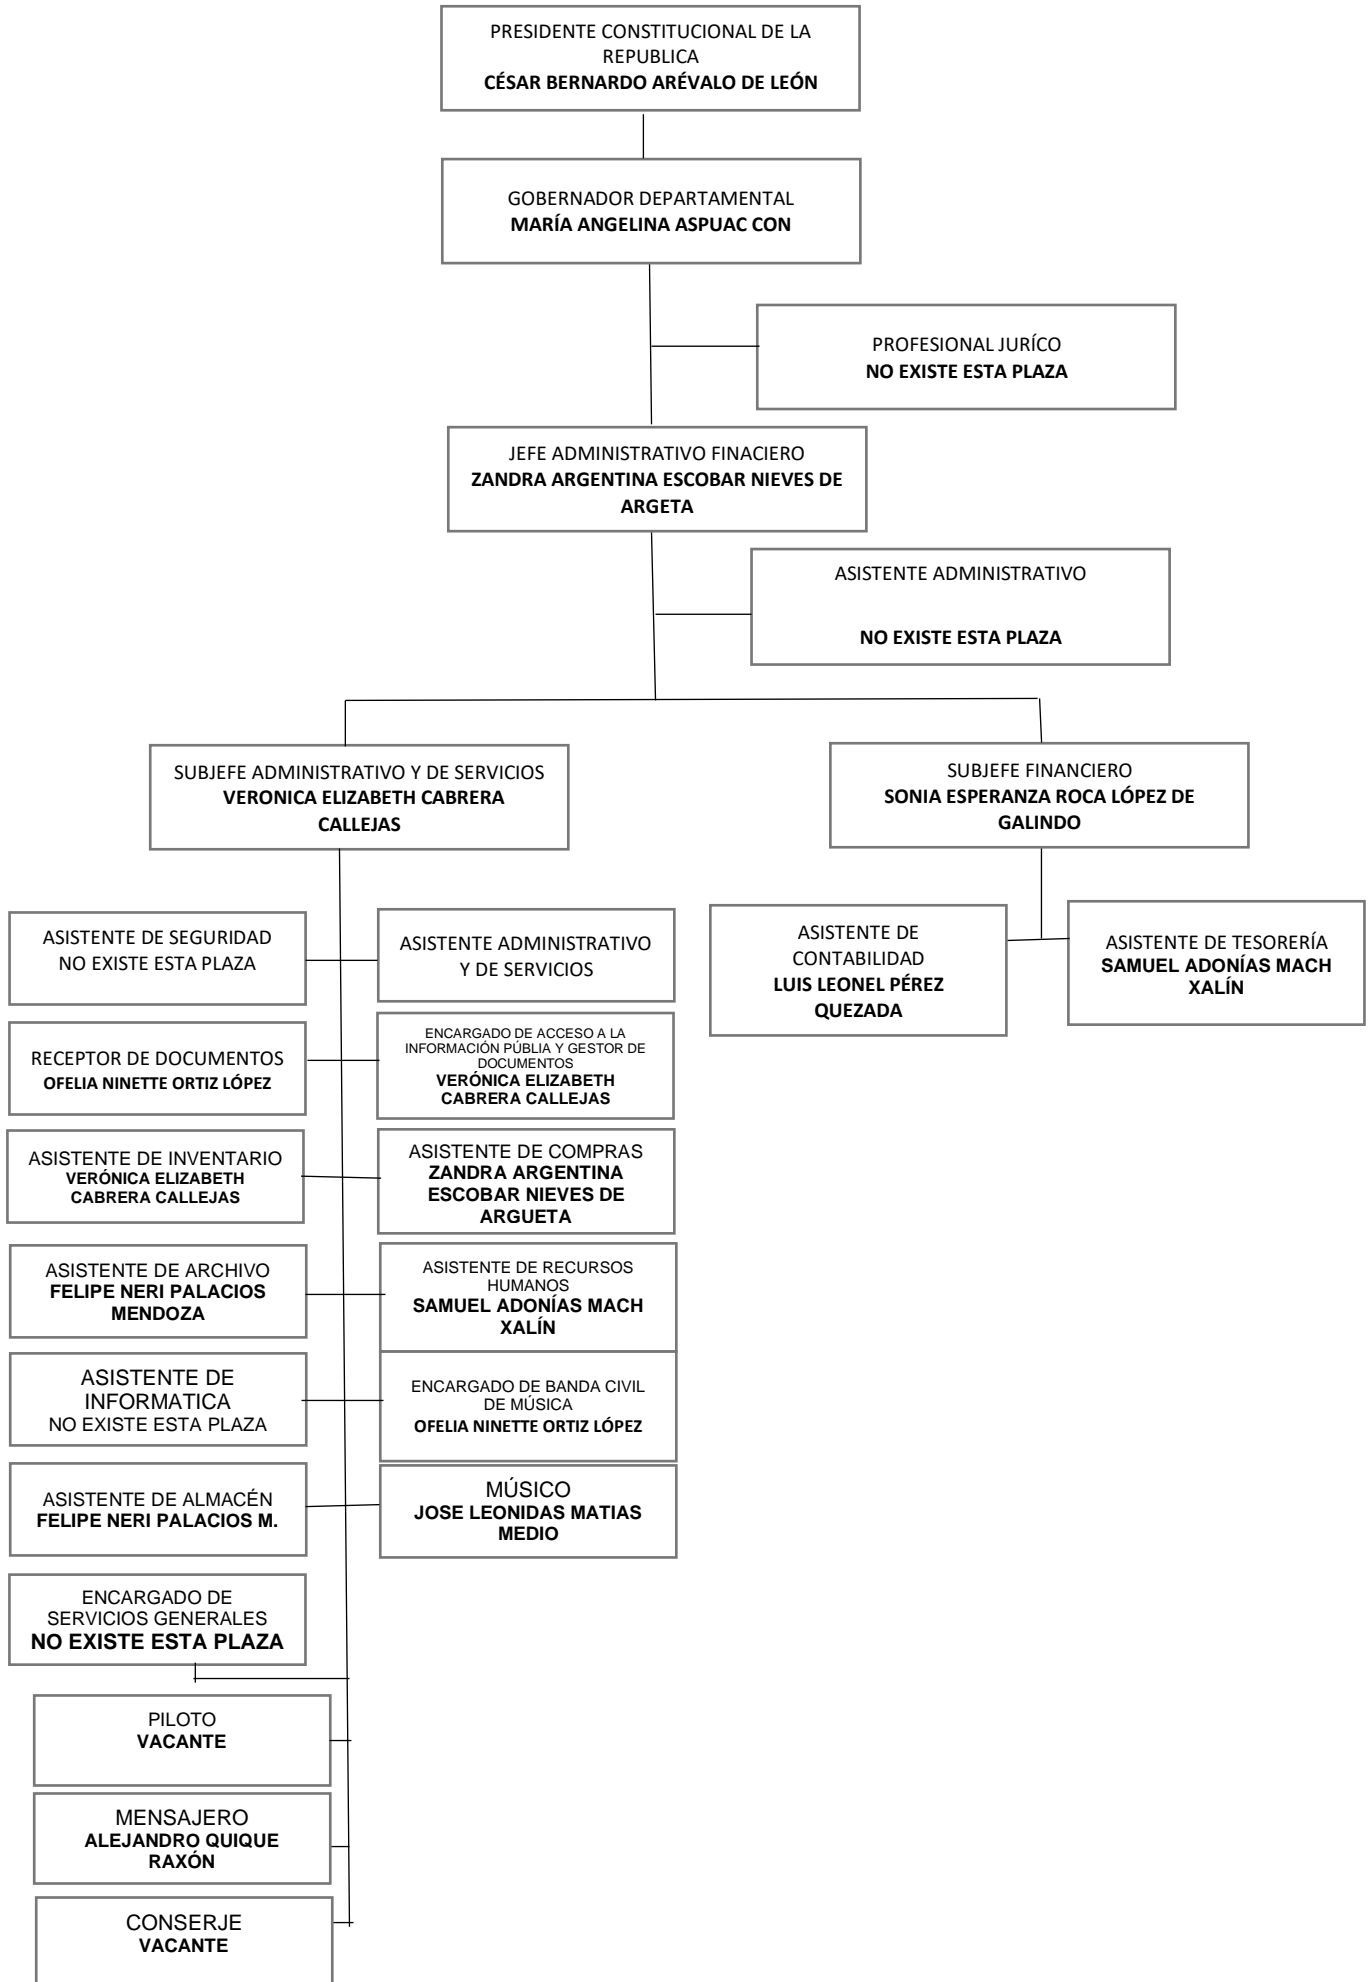 PRESIDENTE CONSTITUCIONAL DE LA
REPUBLICA
CÉSAR BERNARDO ARÉVALO DE LEÓN
GOBERNADOR DEPARTAMENTAL
MARÍA ANGELINA ASPUAC CON
PROFESIONAL JURÍCO
NO EXISTE ESTA PLAZA
JEFE ADMINISTRATIVO FINACIERO
ZANDRA ARGENTINA ESCOBAR NIEVES DE
ARGETA
ASISTENTE ADMINISTRATIVO
NO EXISTE ESTA PLAZA
SUBJEFE ADMINISTRATIVO Y DE SERVICIOS
VERONICA ELIZABETH CABRERA
CALLEJAS
SUBJEFE FINANCIERO
SONIA ESPERANZA ROCA LÓPEZ DE
GALINDO
ASISTENTE DE SEGURIDAD
NO EXISTE ESTA PLAZA
ASISTENTE ADMINISTRATIVO
Y DE SERVICIOS
ASISTENTE DE
CONTABILIDAD
LUIS LEONEL PÉREZ
QUEZADA
ASISTENTE DE TESORERÍA
SAMUEL ADONÍAS MACH
XALÍN
RECEPTOR DE DOCUMENTOS
OFELIA NINETTE ORTIZ LÓPEZ
ENCARGADO DE ACCESO A LA
INFORMACIÓN PÚBLIA Y GESTOR DE
DOCUMENTOS
VERÓNICA ELIZABETH
CABRERA CALLEJAS
ASISTENTE DE INVENTARIO
VERÓNICA ELIZABETH
CABRERA CALLEJAS
ASISTENTE DE COMPRAS
ZANDRA ARGENTINA
ESCOBAR NIEVES DE
ARGUETA
ASISTENTE DE ARCHIVO
FELIPE NERI PALACIOS
MENDOZA
ASISTENTE DE RECURSOS
HUMANOS
SAMUEL ADONÍAS MACH
XALÍN
ASISTENTE DE
INFORMATICA
NO EXISTE ESTA PLAZA
ENCARGADO DE BANDA CIVIL
DE MÚSICA
OFELIA NINETTE ORTIZ LÓPEZ
ASISTENTE DE ALMACÉN
FELIPE NERI PALACIOS M.
MÚSICO
JOSE LEONIDAS MATIAS
MEDIO
ENCARGADO DE
SERVICIOS GENERALES
NO EXISTE ESTA PLAZA
PILOTO
VACANTE
MENSAJERO
ALEJANDRO QUIQUE
RAXÓN
CONSERJE
VACANTE